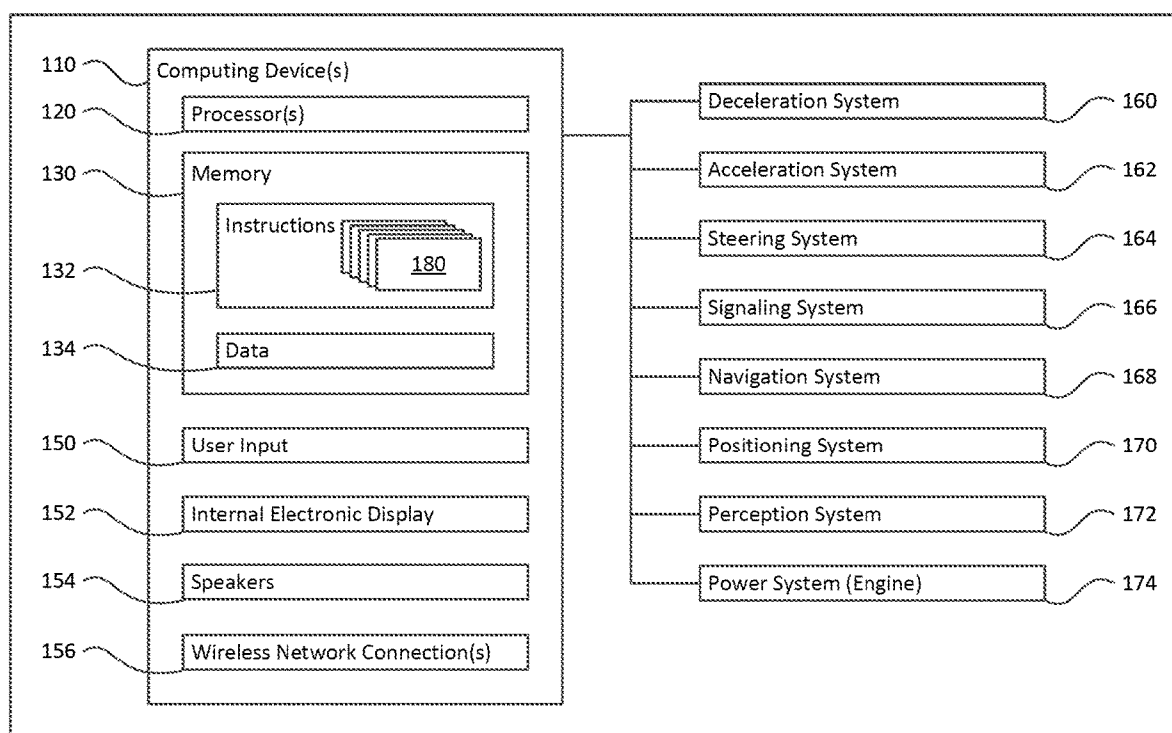 110 Computing Device(s)
120 Processor(s)
130 Memory
Instructions
180
132
134 Data
150 User Input
152 Internal Electronic Display
154 Speakers
156 Wireless Network Connection(s)
Deceleration System 160
Acceleration System 162
Steering System 164
Signaling System 166
Navigation System 168
Positioning System 170
Perception System 172
Power System (Engine) 174